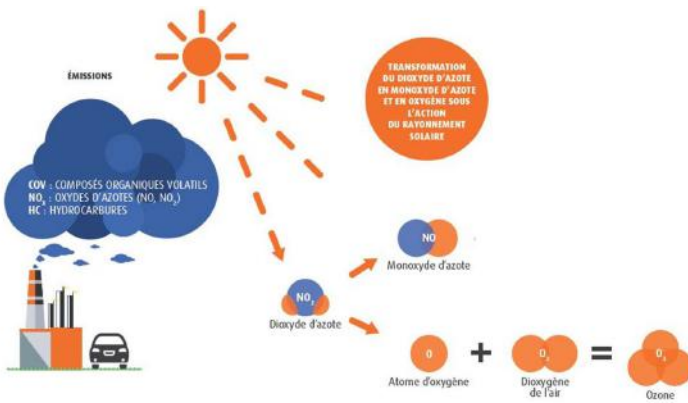 ÉMISSIONS
TRANSFORMATION
DU DIOXYDE D'AZOTE
EN MONOXYDE D'AZOTE
ET EN OXYGÈNE SOUS
L'ACTION
DU RAYONNEMENT
SOLAIRE
COV : COMPOSÉS ORGANIQUES VOLATILS
NOₓ : OXYDES D'AZOTES (NO, NO₂)
HC : HYDROCARBURES
NO
Monoxyde d'azote
NO₂
Dioxyde d'azote
O + O₂ = O₃
Atome d'oxygène
Dioxygène
de l'air
Ozone